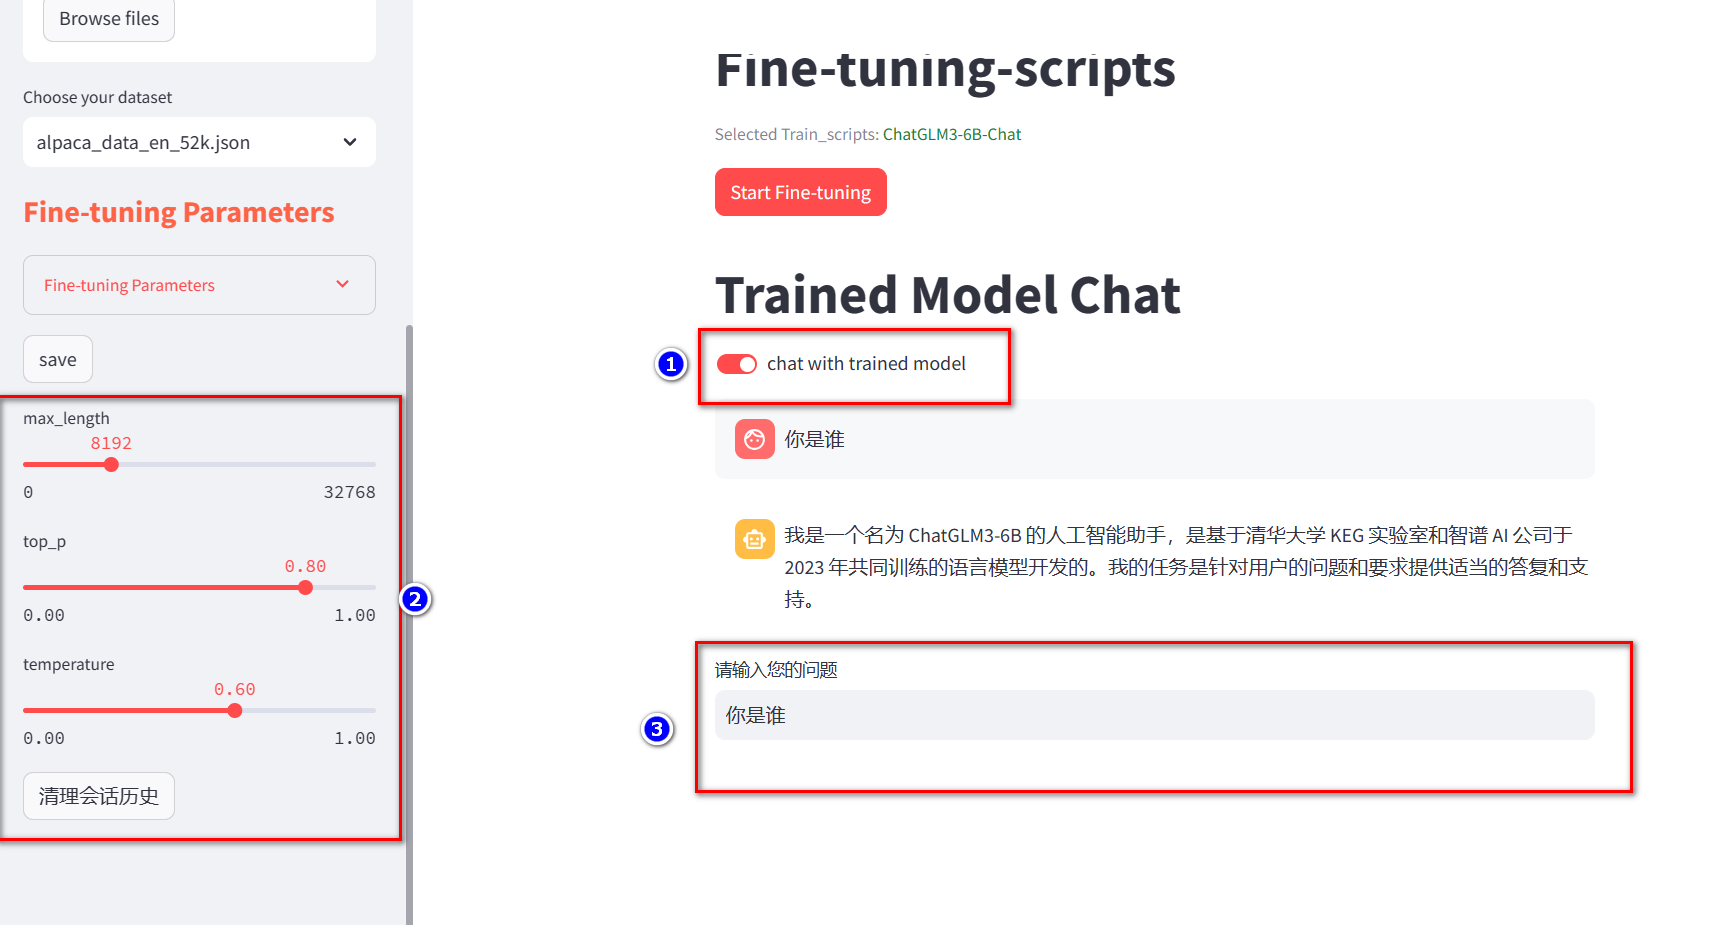 Browse files
Choose your dataset
alpaca_data_en_52k.json
Fine-tuning Parameters
Fine-tuning Parameters
save
max_length
8192
0 32768
top_p
0.80
0.00 1.00
2
temperature
0.60
0.00 1.00
清理会话历史
Fine-tuning-scripts
Selected Train_scripts: ChatGLM3-6B-Chat
Start Fine-tuning
Trained Model Chat
1
chat with trained model
你是谁
我是一个名为 ChatGLM3-6B 的人工智能助手，是基于清华大学 KEG 实验室和智谱 AI 公司于
2023 年共同训练的语言模型开发的。我的任务是针对用户的问题和要求提供适当的答复和支
持。
请输入您的问题
3
你是谁